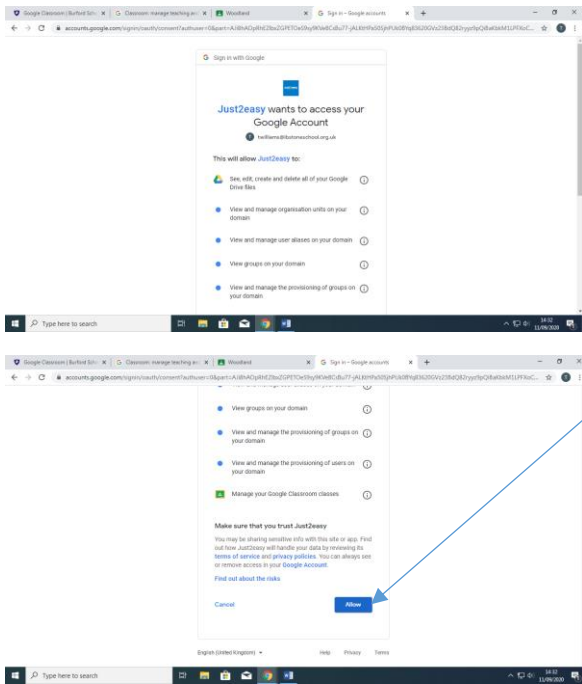 Google Classroom | Burford Scho
Classroom: manage teaching and
Woodland
Sign in – Google accounts
accounts.google.com/signin/oauth/consent?authuser=0&part=
Sign in with Google
Just2easy wants to access your
Google Account
This will allow Just2easy to:
See, edit, create and delete all of your Google
Drive files
View and manage organisation units on your
domain
View and manage user aliases on your domain
View groups on your domain
View and manage the provisioning of groups on
your domain
Type here to search
14:32
11/09/2020
Google Classroom | Burford Scho
Classroom: manage teaching and
Woodland
Sign in – Google accounts
accounts.google.com/signin/oauth/consent?authuser=0&part=
View groups on your domain
View and manage the provisioning of groups on
your domain
View and manage the provisioning of users on
your domain
Manage your Google Classroom classes
Make sure that you trust Just2easy
You may be sharing sensitive info with this site or app. Find
out how Just2easy will handle your data by reviewing its
terms of service and privacy policies. You can always see
or remove access in your Google Account.
Find out about the risks
Cancel
Allow
English (United Kingdom)
Help Privacy Terms
Type here to search
14:32
11/09/2020